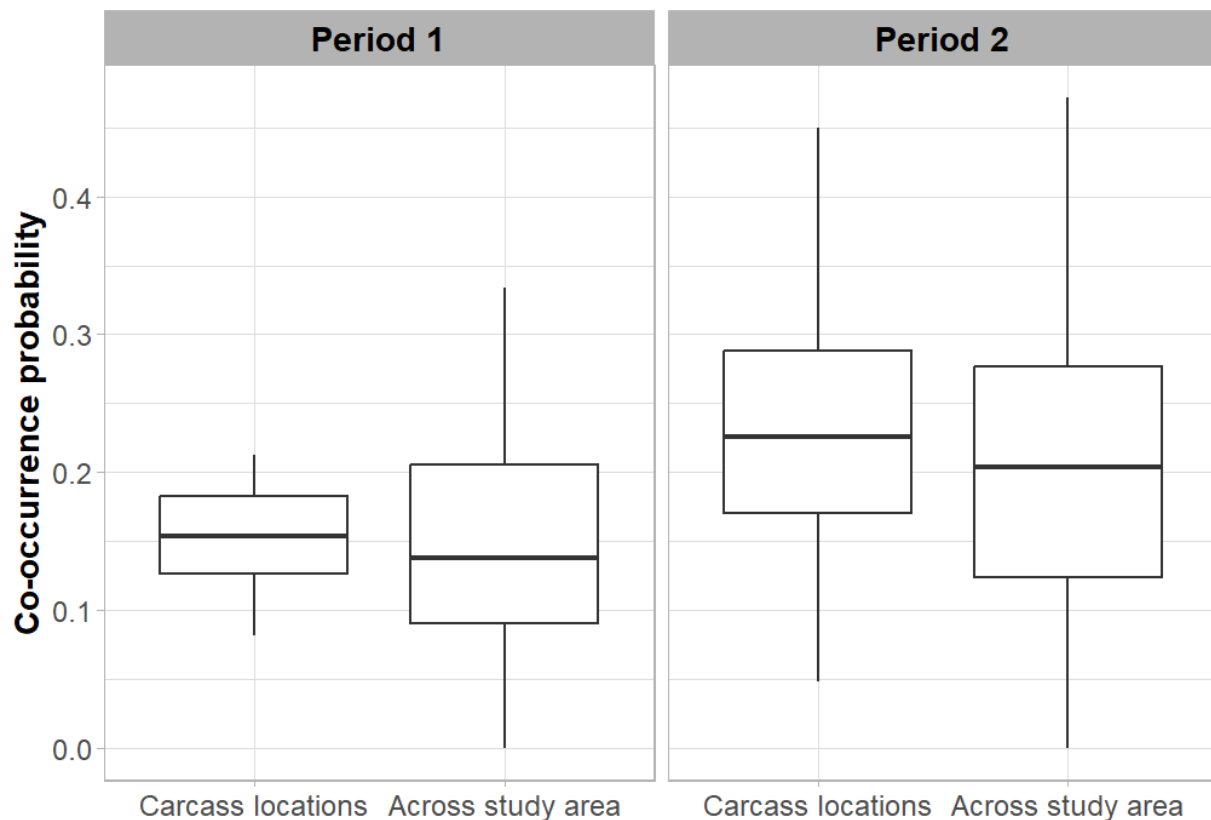 Period 1
Period 2
Co-occurrence probability
0.4
0.3
0.2
0.1
0.0
Carcass locations
Across study area
Carcass locations
Across study area